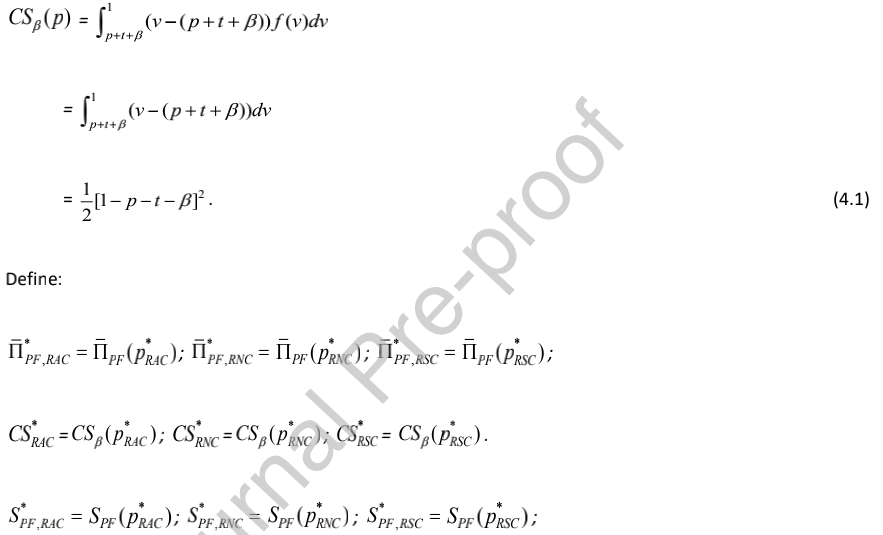 CS_β(p) = ∫_{p+t+β}^{1} (v−(p+t+β))f(v)dv
= ∫_{p+t+β}^{1} (v−(p+t+β))dv
= 1/2 [1−p−t−β]². (4.1)
Define:
Π̄*_{PF,RAC} = Π̄_{PF}(p*_{RAC}); Π̄*_{PF,RNC} = Π̄_{PF}(p*_{RNC}); Π̄*_{PF,RSC} = Π̄_{PF}(p*_{RSC});
CS*_{RAC} = CS_β(p*_{RAC}); CS*_{RNC} = CS_β(p*_{RNC}); CS*_{RSC} = CS_β(p*_{RSC}).
S*_{PF,RAC} = S_{PF}(p*_{RAC}); S*_{PF,RNC} = S_{PF}(p*_{RNC}); S*_{PF,RSC} = S_{PF}(p*_{RSC});
urnal Pre-proof